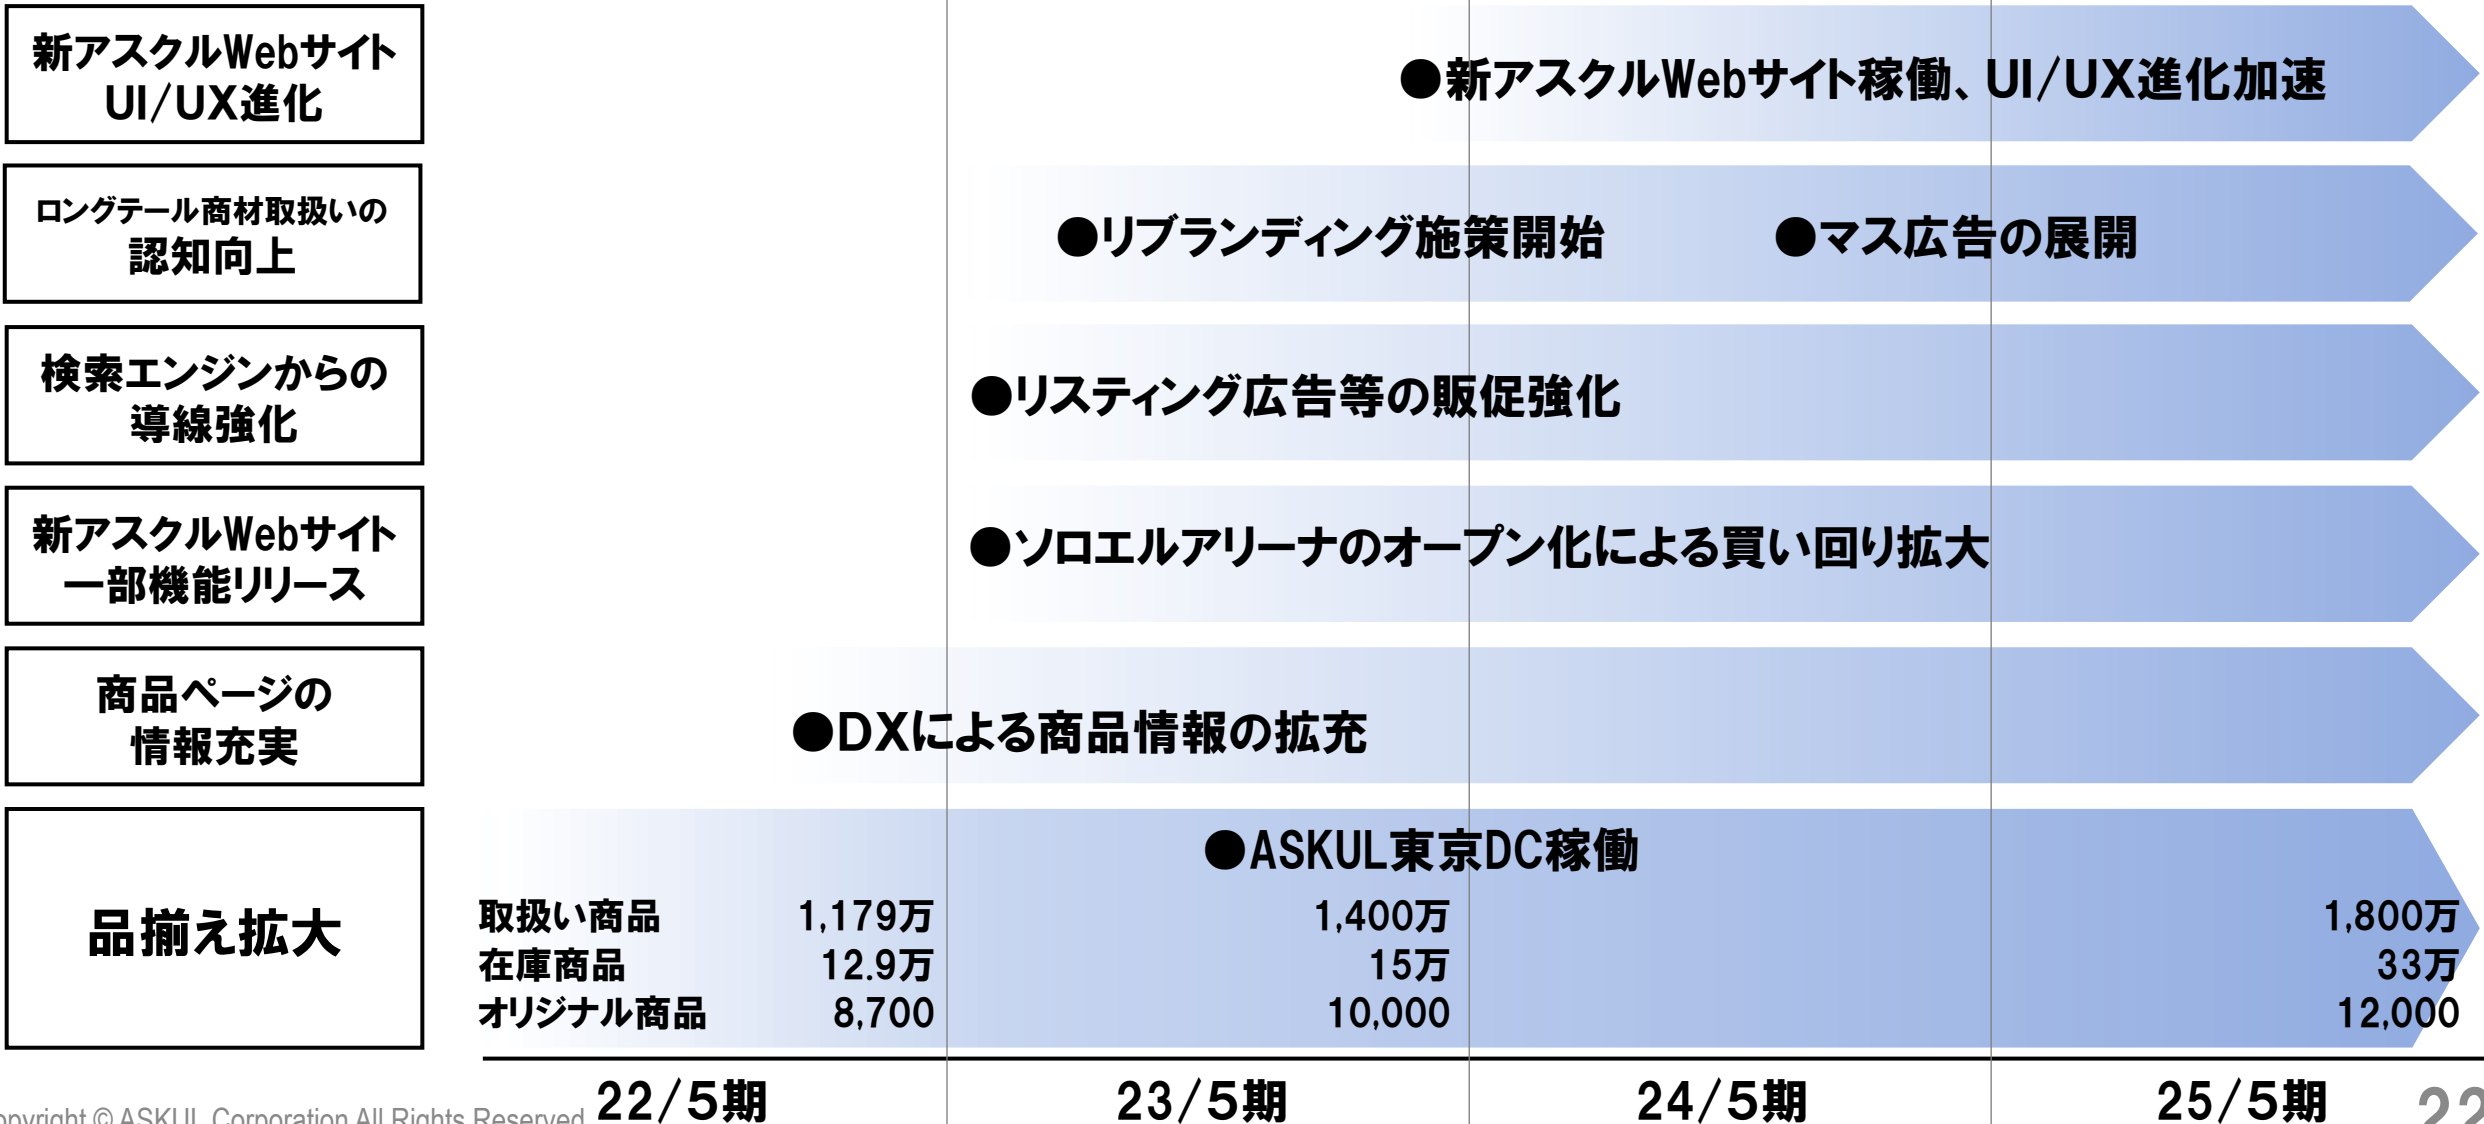 新アスクルWebサイト
UI/UX進化
●新アスクルWebサイト稼働、UI/UX進化加速
ロングテール商材取扱いの
認知向上
●リブランディング施策開始 ●マス広告の展開
検索エンジンからの
導線強化
●リスティング広告等の販促強化
新アスクルWebサイト
一部機能リリース
●ソロエルアリーナのオープン化による買い回り拡大
商品ページの
情報充実
●DXによる商品情報の拡充
品揃え拡大
●ASKUL東京DC稼働
取扱い商品 1,179万 1,400万 1,800万
在庫商品 12.9万 15万 33万
オリジナル商品 8,700 10,000 12,000
22/5期 23/5期 24/5期 25/5期
opyright © ASKUL Corporation All Rights Reserved
22